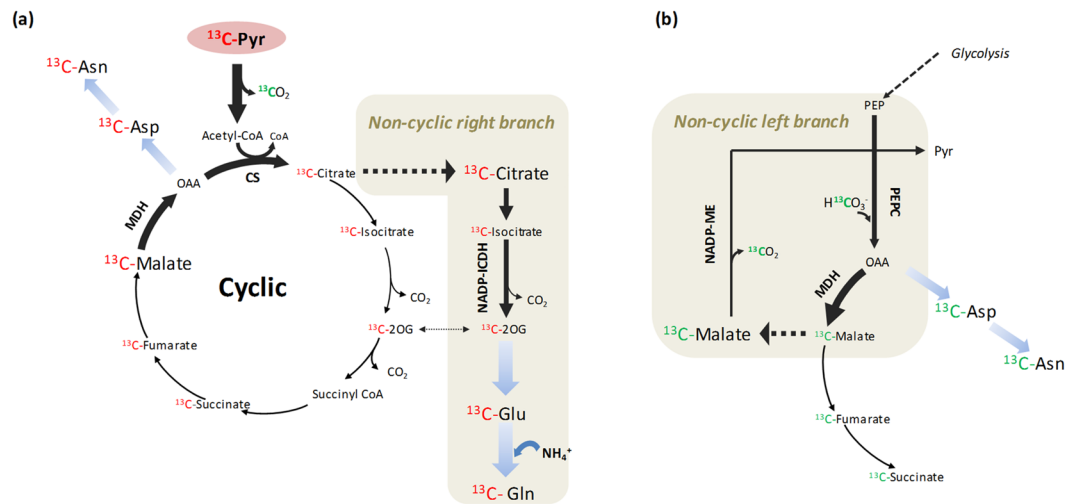 (a)
¹³C-Pyr
¹³CO₂
¹³C-Asn
¹³C-Asp
Acetyl-CoA
CoA
OAA
CS
¹³C-Citrate
MDH
¹³C-Isocitrate
¹³C-Malate
Cyclic
CO₂
¹³C-2OG
¹³C-Fumarate
CO₂
Succinyl CoA
¹³C-Succinate
Non-cyclic right branch
¹³C-Citrate
¹³C-Isocitrate
NADP-ICDH
CO₂
¹³C-2OG
¹³C-Glu
NH₄⁺
¹³C- Gln
(b)
Glycolysis
PEP
Non-cyclic left branch
Pyr
H¹³CO₃⁻
PEPC
NADP-ME
¹³CO₂
OAA
MDH
¹³C-Asp
¹³C-Malate
¹³C-Malate
¹³C-Asn
¹³C-Fumarate
¹³C-Succinate